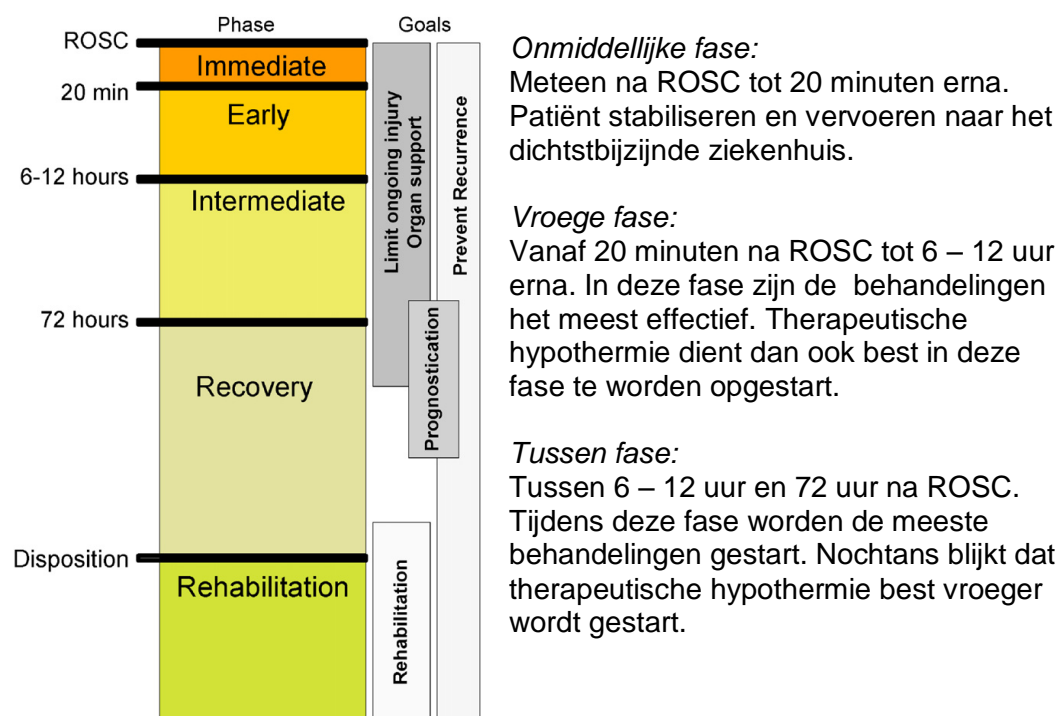 Phase
Goals
ROSC
Immediate
20 min
Early
6-12 hours
Intermediate
72 hours
Recovery
Disposition
Rehabilitation
Limit ongoing injury
Organ support
Prevent Recurrence
Prognostication
Rehabilitation
Onmiddellijke fase:
Meteen na ROSC tot 20 minuten erna.
Patiënt stabiliseren en vervoeren naar het
dichtstbijzijnde ziekenhuis.
Vroege fase:
Vanaf 20 minuten na ROSC tot 6 – 12 uur
erna. In deze fase zijn de behandelingen
het meest effectief. Therapeutische
hypothermie dient dan ook best in deze
fase te worden opgestart.
Tussen fase:
Tussen 6 – 12 uur en 72 uur na ROSC.
Tijdens deze fase worden de meeste
behandelingen gestart. Nochtans blijkt dat
therapeutische hypothermie best vroeger
wordt gestart.